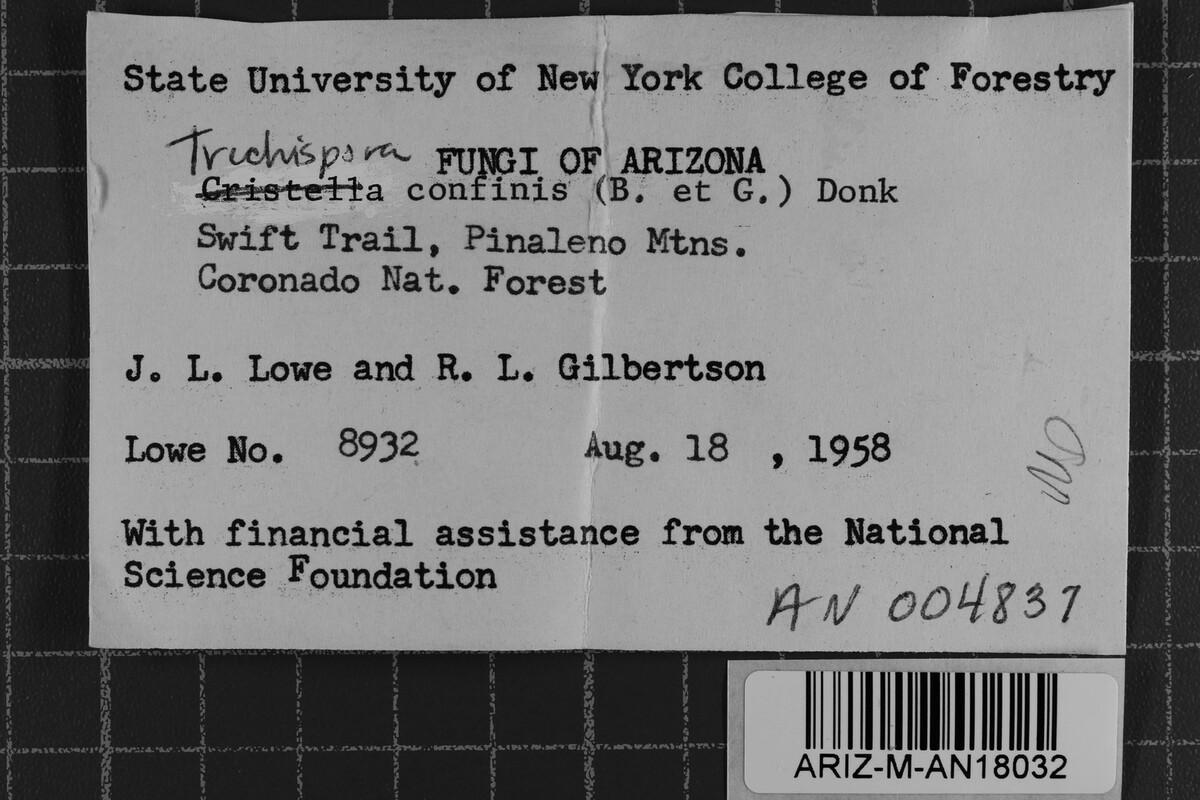 State University of New York College of Forestry
Trechispora FUNGI OF ARIZONA
Cristella confinis (B. et G.) Donk
Swift Trail, Pinaleno Mtns.
Coronado Nat. Forest
J. L. Lowe and R. L. Gilbertson
Lowe No. 8932 Aug. 18 , 1958
With financial assistance from the National
Science Foundation
AN 004837
ARIZ-M-AN18032